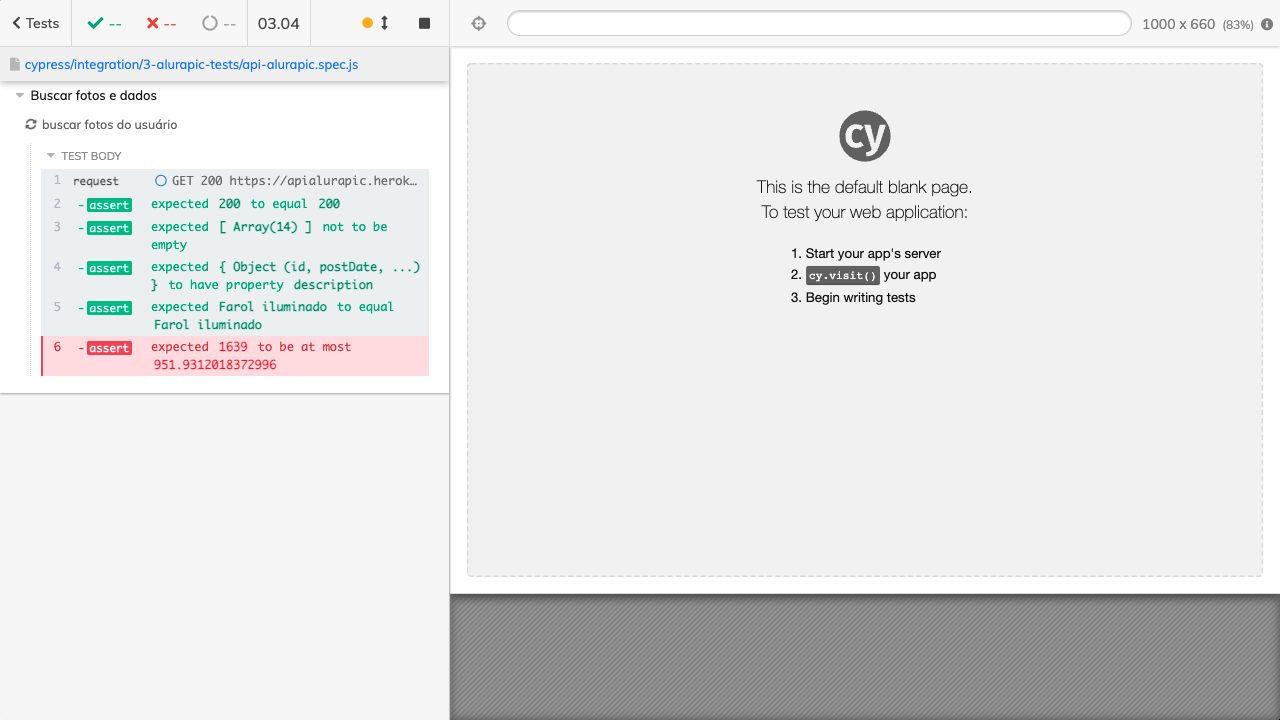 Tests -- -- -- 03.04
cypress/integration/3-alurapic-tests/api-alurapic.spec.js
Buscar fotos e dados
buscar fotos do usuário
TEST BODY
1 request GET 200 https://apialurapic.herok…
2 -assert expected 200 to equal 200
3 -assert expected [ Array(14) ] not to be
empty
4 -assert expected { Object (id, postDate, ...)
} to have property description
5 -assert expected Farol iluminado to equal
Farol iluminado
6 -assert expected 1639 to be at most
951.9312018372996
1000 x 660 (83%)
cy
This is the default blank page.
To test your web application:
1. Start your app's server
2. cy.visit() your app
3. Begin writing tests